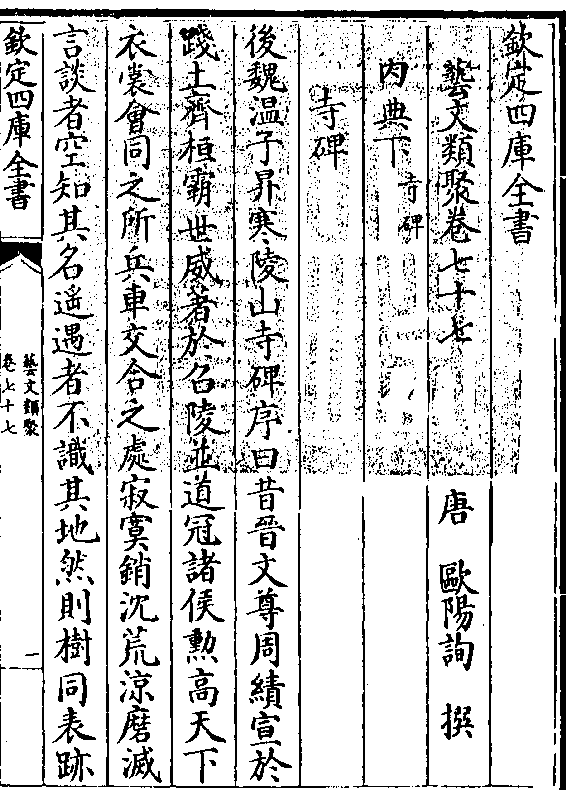 欽定四庫全書
藝文類聚卷七十七 唐 歐陽詢 撰
内典下 寺碑
寺碑
後魏温子昇寒陵山寺碑序曰昔晉文尊周績宣於
踐土齊桓霸世威著於召陵並道冠諸侯勲高天下
衣裳會同之所兵車交合之處寂寞銷沈荒涼磨滅
言談者空知其名遥遇者不識其地然則樹同表跡
欽定四庫全書
藝文類聚
卷七十七
一